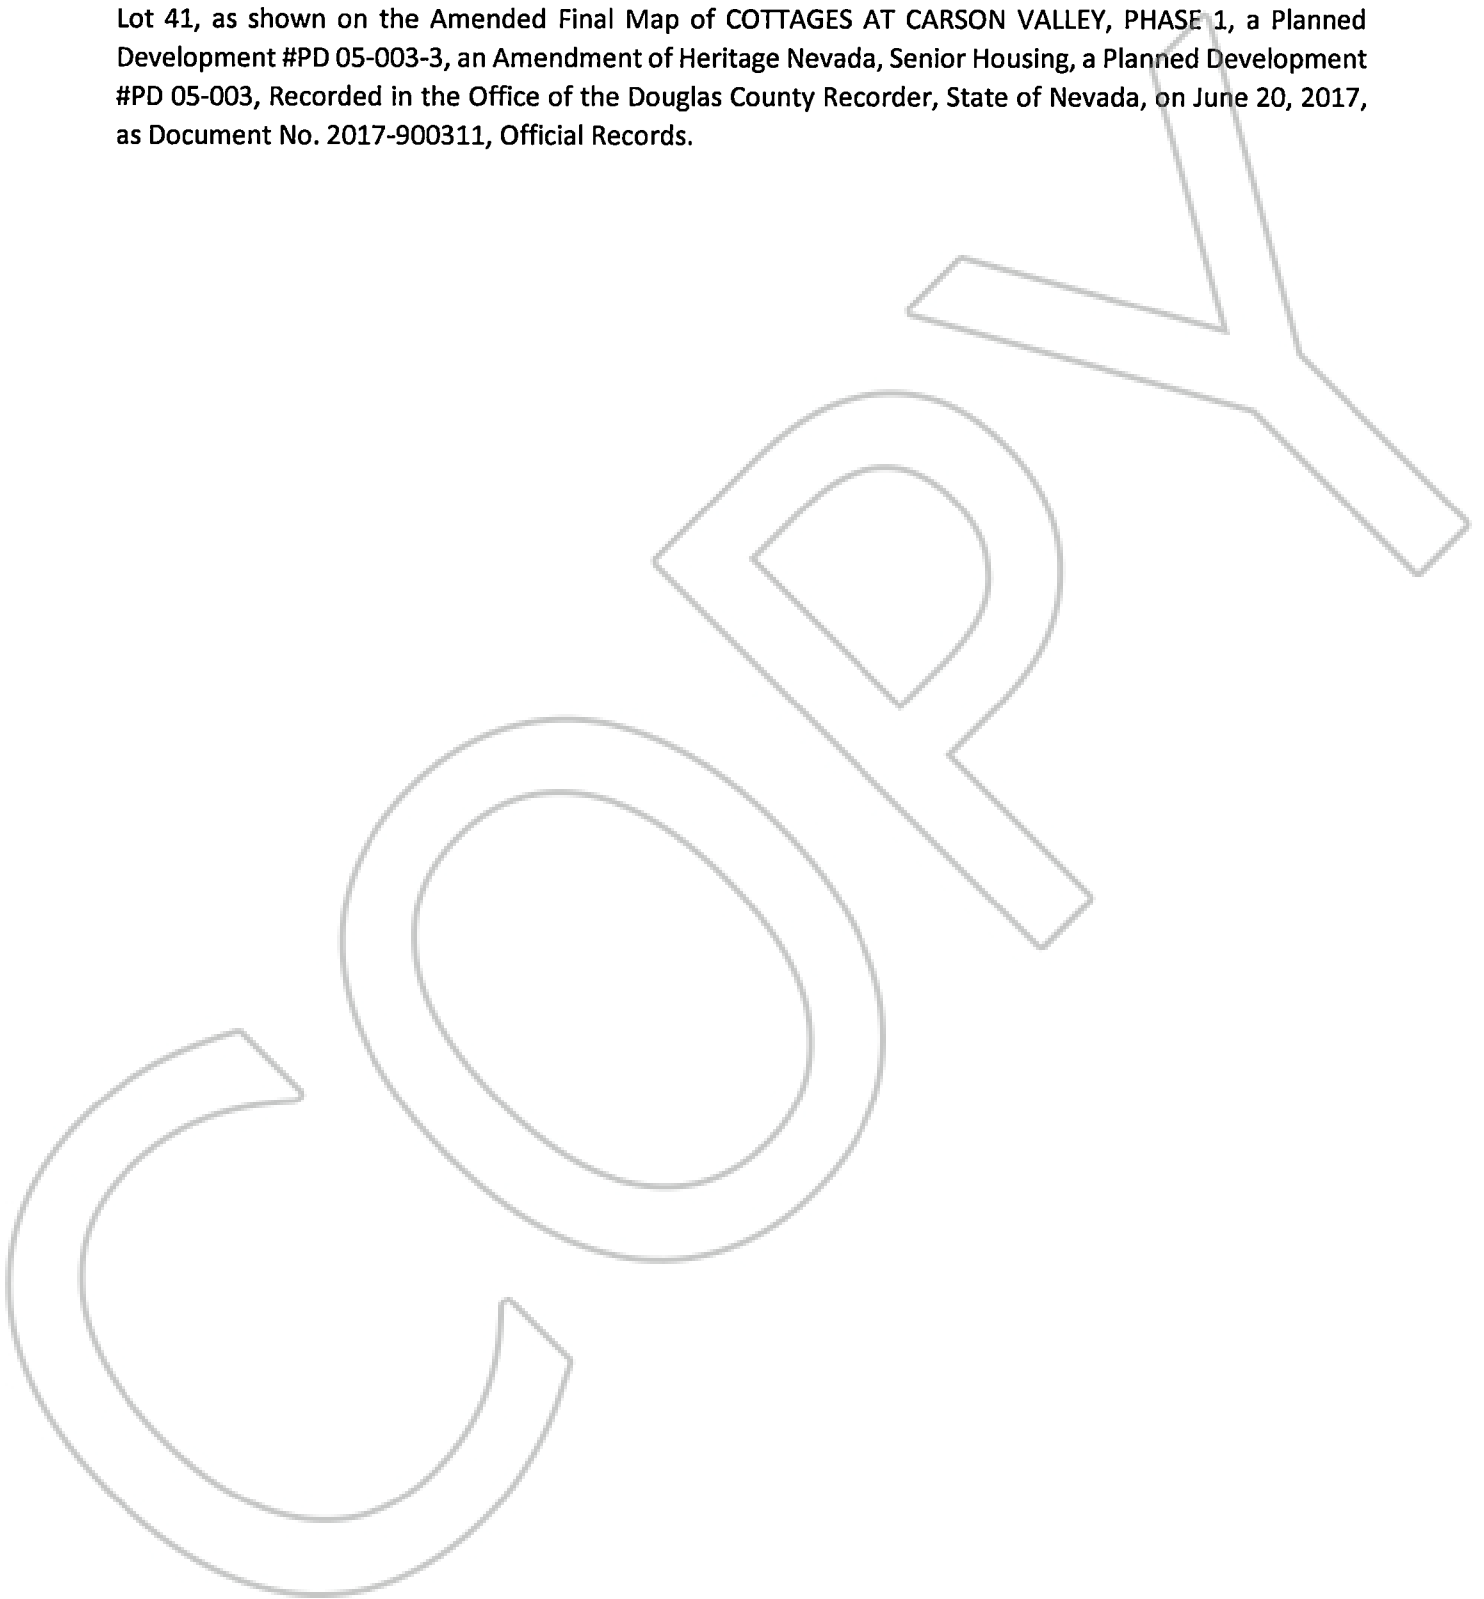 Lot 41, as shown on the Amended Final Map of COTTAGES AT CARSON VALLEY, PHASE 1, a Planned
Development #PD 05-003-3, an Amendment of Heritage Nevada, Senior Housing, a Planned Development
#PD 05-003, Recorded in the Office of the Douglas County Recorder, State of Nevada, on June 20, 2017,
as Document No. 2017-900311, Official Records.
COPY